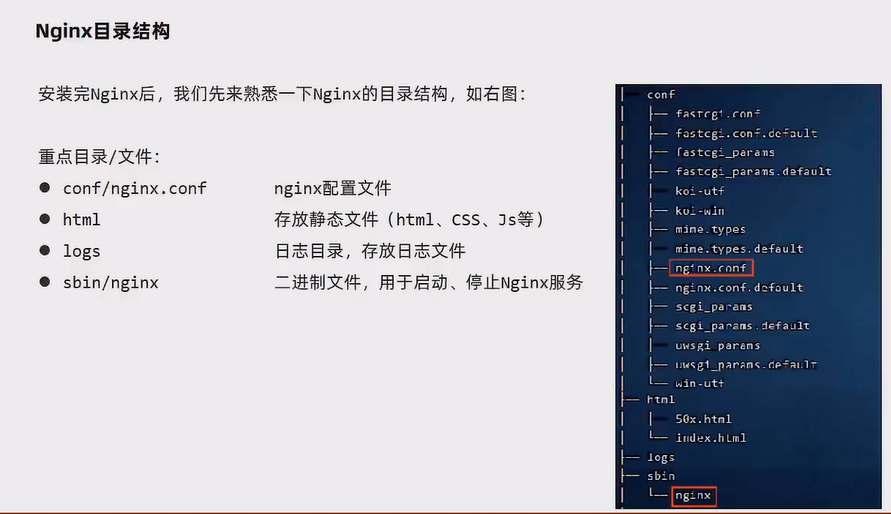 Nginx目录结构
安装完Nginx后，我们先来熟悉一下Nginx的目录结构，如右图：
重点目录/文件：
● conf/nginx.conf nginx配置文件
● html 存放静态文件（html、CSS、Js等）
● logs 日志目录，存放日志文件
● sbin/nginx 二进制文件，用于启动、停止Nginx服务
├── conf
│   ├── fastcgi.conf
│   ├── fastcgi.conf.default
│   ├── fastcgi_params
│   ├── fastcgi_params.default
│   ├── koi-utf
│   ├── koi-win
│   ├── mime.types
│   ├── mime.types.default
│   ├── nginx.conf
│   ├── nginx.conf.default
│   ├── scgi_params
│   ├── scgi_params.default
│   ├── uwsgi_params
│   ├── uwsgi_params.default
│   └── win-utf
├── html
│   ├── 50x.html
│   └── index.html
├── logs
├── sbin
│   └── nginx